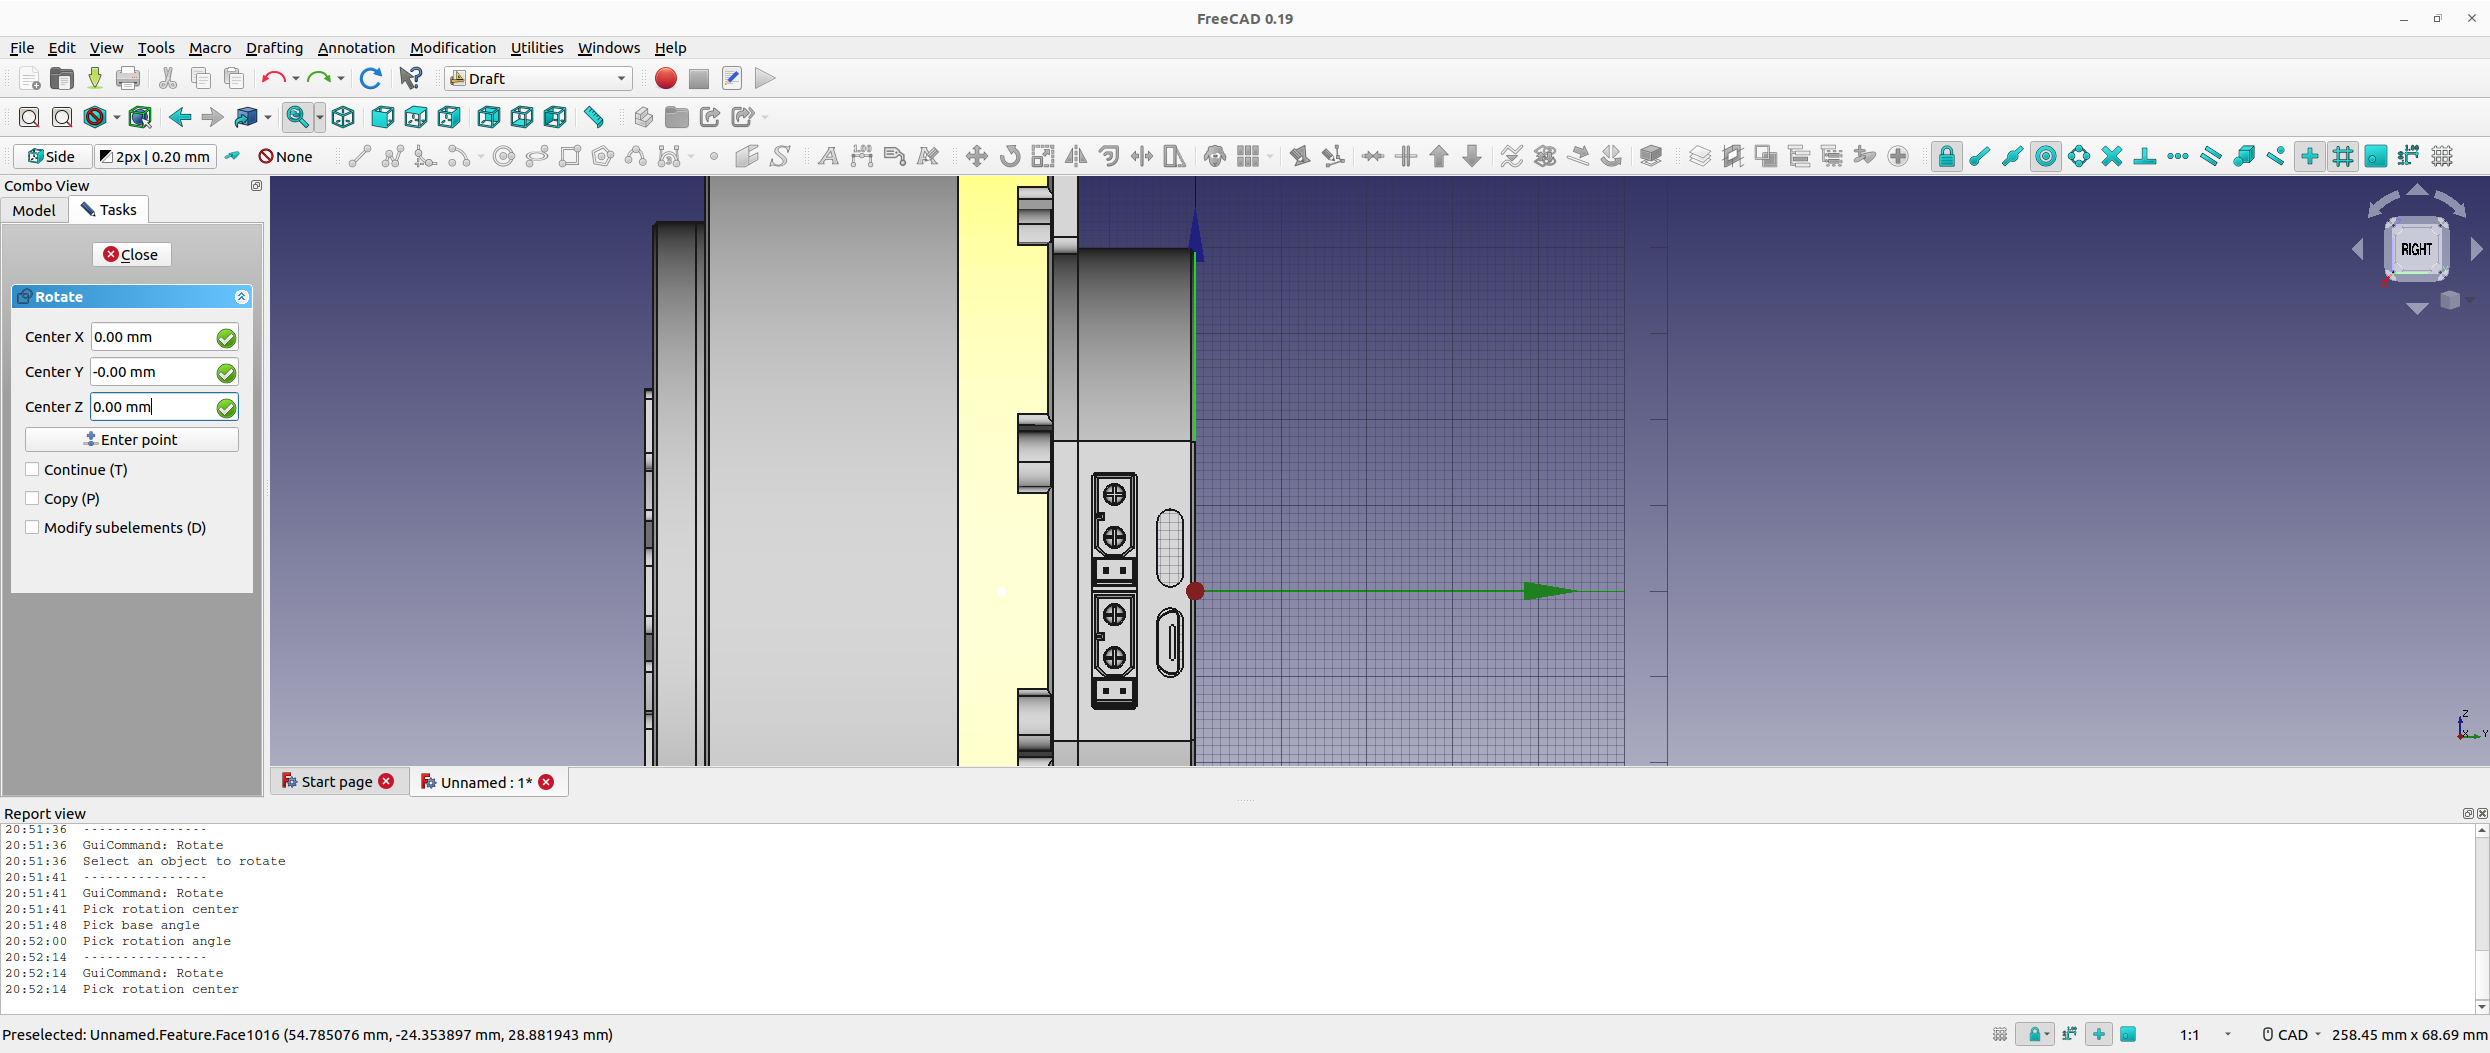 FreeCAD 0.19
File Edit View Tools Macro Drafting Annotation Modification Utilities Windows Help
Draft
Side 2px | 0.20 mm None
Combo View
Model Tasks
Close
Rotate
Center X 0.00 mm
Center Y -0.00 mm
Center Z 0.00 mm
Enter point
Continue (T)
Copy (P)
Modify subelements (D)
RIGHT
Z
X Y
Start page Unnamed : 1*
Report view
20:51:36 ----------------
20:51:36 GuiCommand: Rotate
20:51:36 Select an object to rotate
20:51:41 ----------------
20:51:41 GuiCommand: Rotate
20:51:41 Pick rotation center
20:51:48 Pick base angle
20:52:00 Pick rotation angle
20:52:14 ----------------
20:52:14 GuiCommand: Rotate
20:52:14 Pick rotation center
Preselected: Unnamed.Feature.Face1016 (54.785076 mm, -24.353897 mm, 28.881943 mm) 1:1 CAD 258.45 mm x 68.69 mm